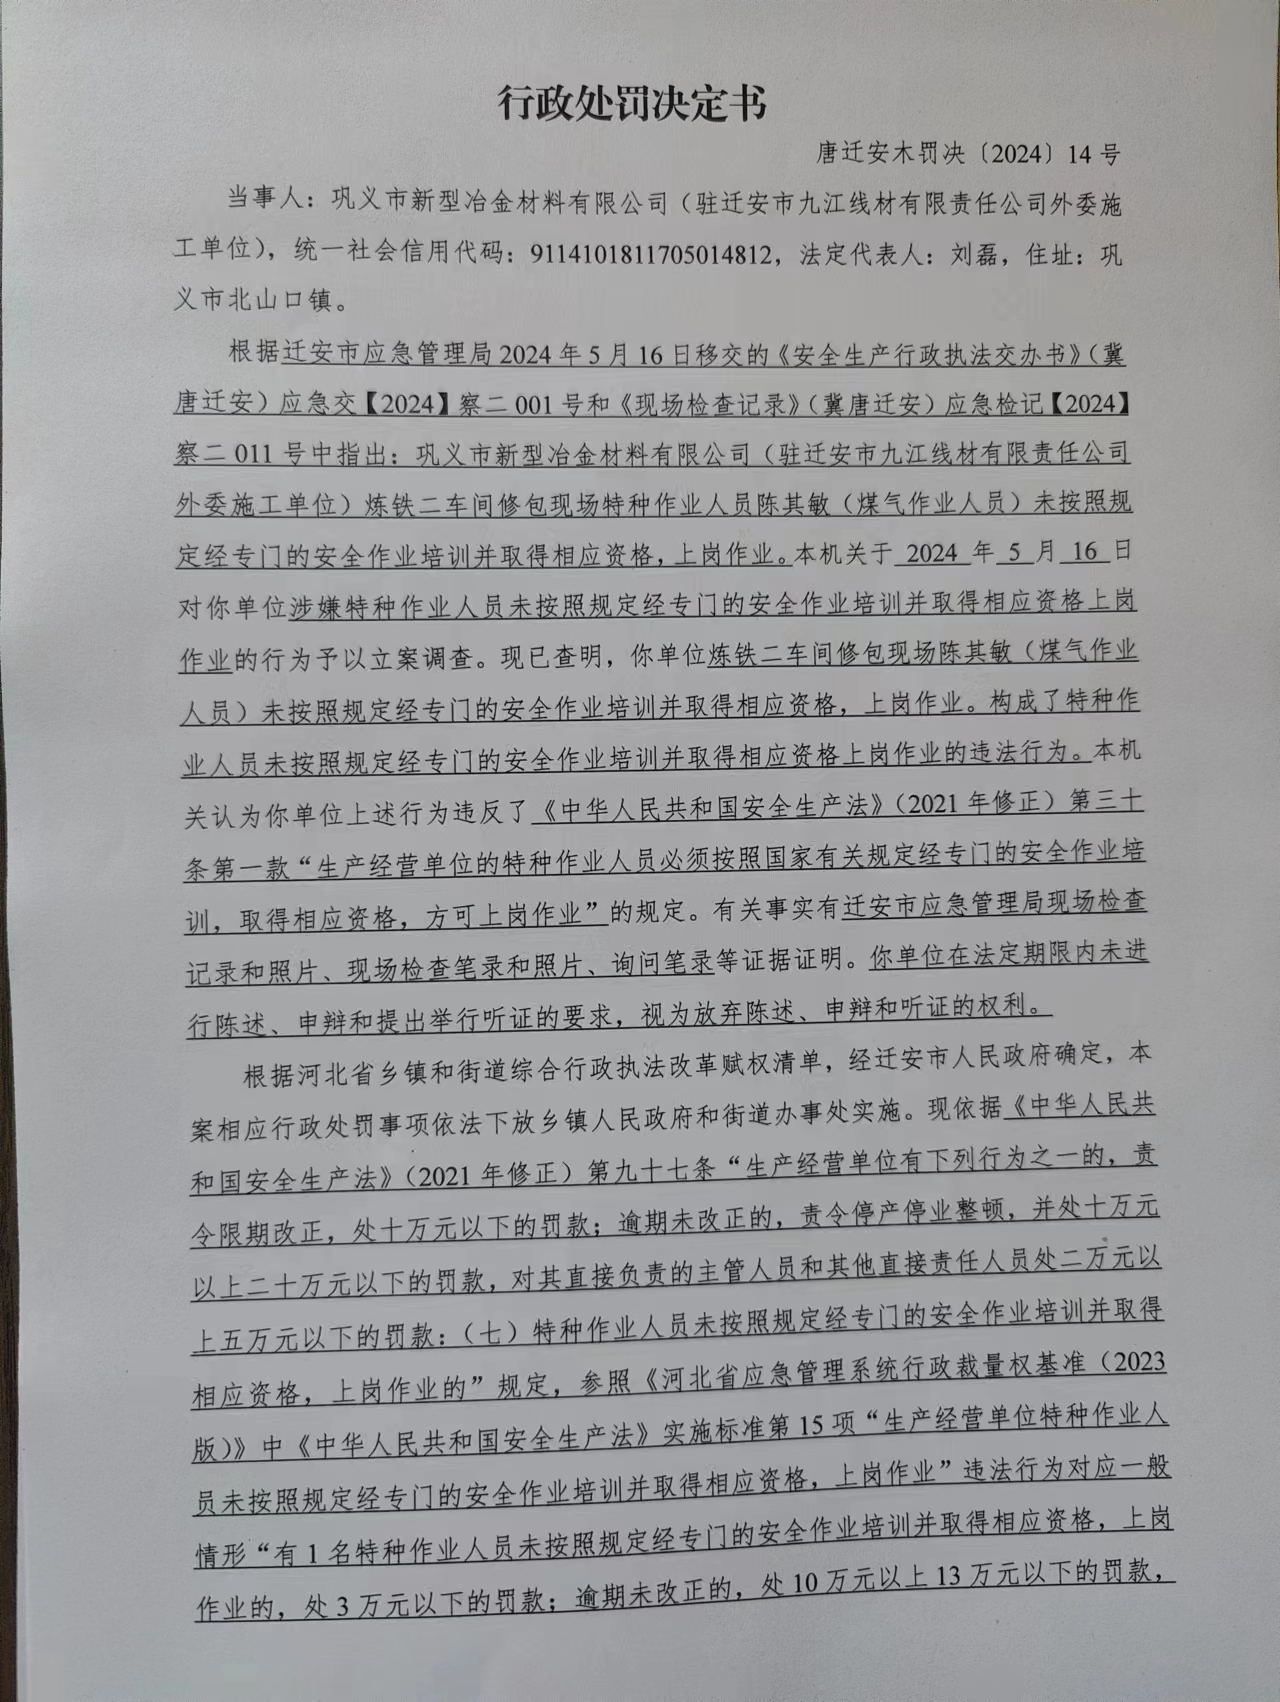 行政处罚决定书
唐迁安木罚决〔2024〕14号
当事人：巩义市新型冶金材料有限公司（驻迁安市九江线材有限责任公司外委施
工单位），统一社会信用代码：9114101811705014812，法定代表人：刘磊，住址：巩
义市北山口镇。
根据迁安市应急管理局2024年5月16日移交的《安全生产行政执法交办书》（冀
唐迁安）应急交【2024】察二001号和《现场检查记录》（冀唐迁安）应急检记【2024】
察二011号中指出：巩义市新型冶金材料有限公司（驻迁安市九江线材有限责任公司
外委施工单位）炼铁二车间修包现场特种作业人员陈其敏（煤气作业人员）未按照规
定经专门的安全作业培训并取得相应资格，上岗作业。本机关于 2024 年 5 月 16 日
对你单位涉嫌特种作业人员未按照规定经专门的安全作业培训并取得相应资格上岗
作业的行为予以立案调查。现已查明，你单位炼铁二车间修包现场陈其敏（煤气作业
人员）未按照规定经专门的安全作业培训并取得相应资格，上岗作业。构成了特种作
业人员未按照规定经专门的安全作业培训并取得相应资格上岗作业的违法行为。本机
关认为你单位上述行为违反了《中华人民共和国安全生产法》（2021年修正）第三十
条第一款“生产经营单位的特种作业人员必须按照国家有关规定经专门的安全作业培
训，取得相应资格，方可上岗作业”的规定。有关事实有迁安市应急管理局现场检查
记录和照片、现场检查笔录和照片、询问笔录等证据证明。你单位在法定期限内未进
行陈述、申辩和提出举行听证的要求，视为放弃陈述、申辩和听证的权利。
根据河北省乡镇和街道综合行政执法改革赋权清单，经迁安市人民政府确定，本
案相应行政处罚事项依法下放乡镇人民政府和街道办事处实施。现依据《中华人民共
和国安全生产法》（2021年修正）第九十七条“生产经营单位有下列行为之一的，责
令限期改正，处十万元以下的罚款；逾期未改正的，责令停产停业整顿，并处十万元
以上二十万元以下的罚款，对其直接负责的主管人员和其他直接责任人员处二万元以
上五万元以下的罚款：（七）特种作业人员未按照规定经专门的安全作业培训并取得
相应资格，上岗作业的”规定，参照《河北省应急管理系统行政裁量权基准（2023
版）》中《中华人民共和国安全生产法》实施标准第15项“生产经营单位特种作业人
员未按照规定经专门的安全作业培训并取得相应资格，上岗作业”违法行为对应一般
情形“有1名特种作业人员未按照规定经专门的安全作业培训并取得相应资格，上岗
作业的，处3万元以下的罚款；逾期未改正的，处10万元以上13万元以下的罚款，